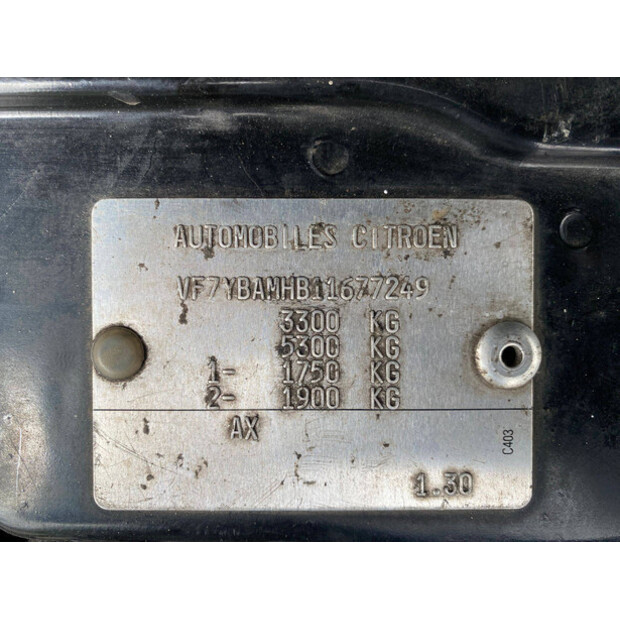 AUTOMOBILES CITROEN
VF7YBAMHB11677249
3300 KG
5300 KG
1- 1750 KG
2- 1900 KG
AX
C403
1.30